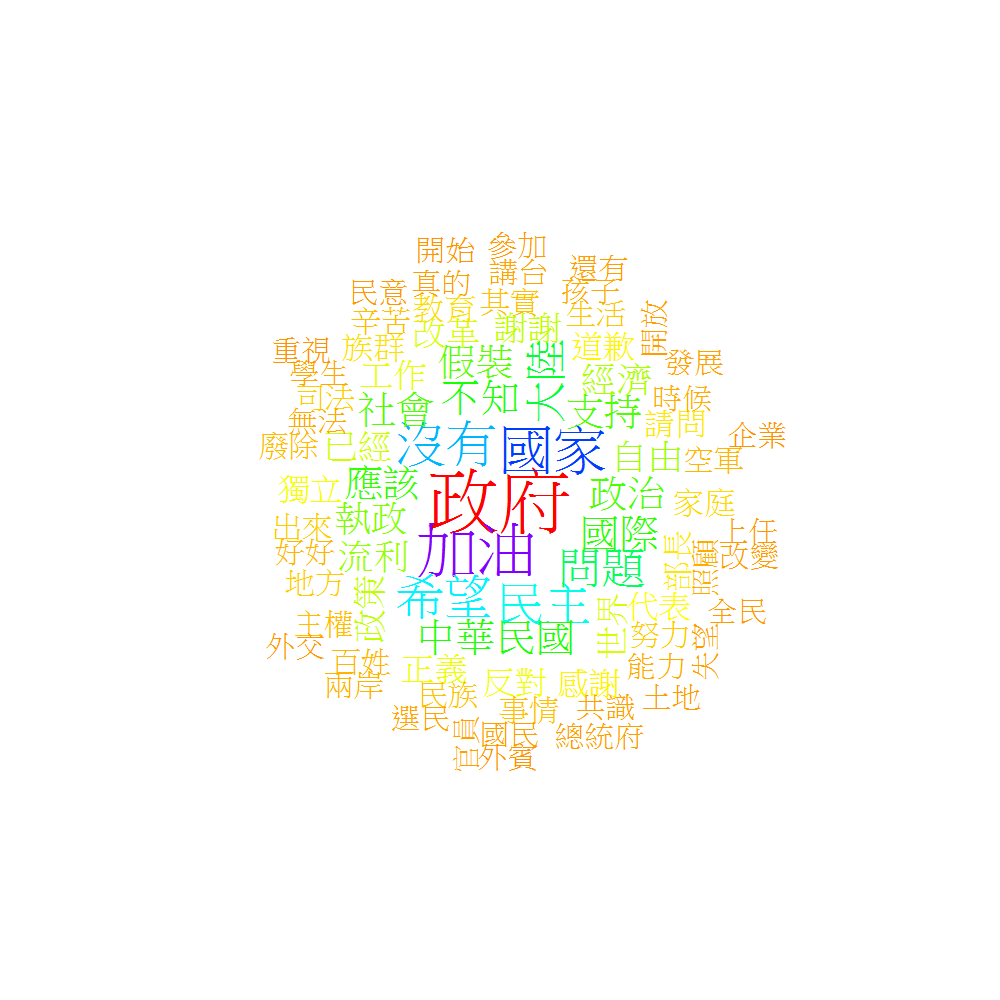 開始
參加
真的
講台
還有
民意
教育
其實
孩子
辛苦
改革
謝謝
生活
開放
重視
族群
假裝
大陸
道歉
發展
學生
工作
不知
經濟
時候
司法
社會
支持
請問
無法
沒有
國家
企業
廢除
已經
自由
空軍
獨立
應該
政府
政治
家庭
出來
執政
加油
國際
上任
好好
流利
問題
部長
照顧
改變
地方
政策
希望
民主
世界
代表
全民
主權
中華民國
努力
失望
外交
百姓
正義
反對
感謝
能力
兩岸
民族
事情
共識
土地
選民
官員
國民
總統府
外賓